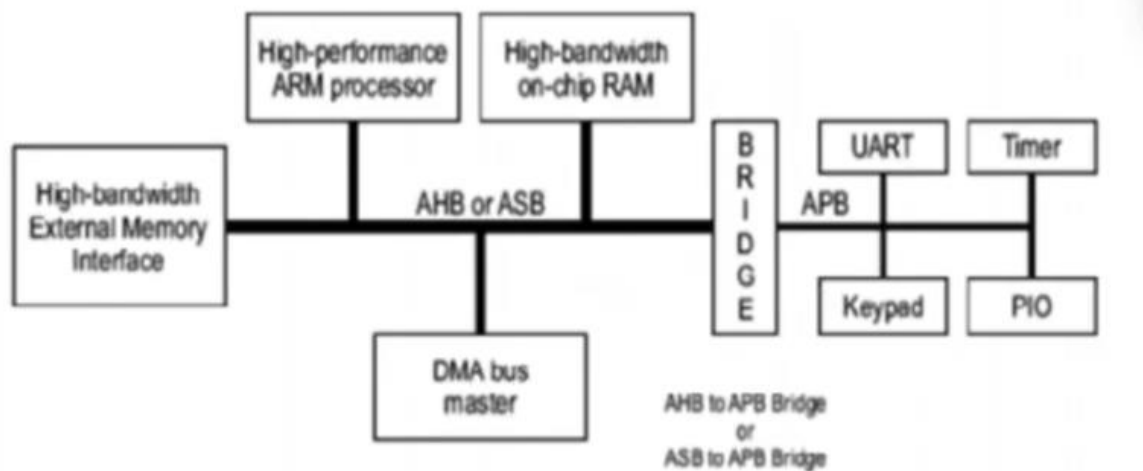 High-performance
ARM processor
High-bandwidth
on-chip RAM
High-bandwidth
External Memory
Interface
AHB or ASB
B
R
I
D
G
E
APB
UART
Timer
Keypad
PIO
DMA bus
master
AHB to APB Bridge
or
ASB to APB Bridge